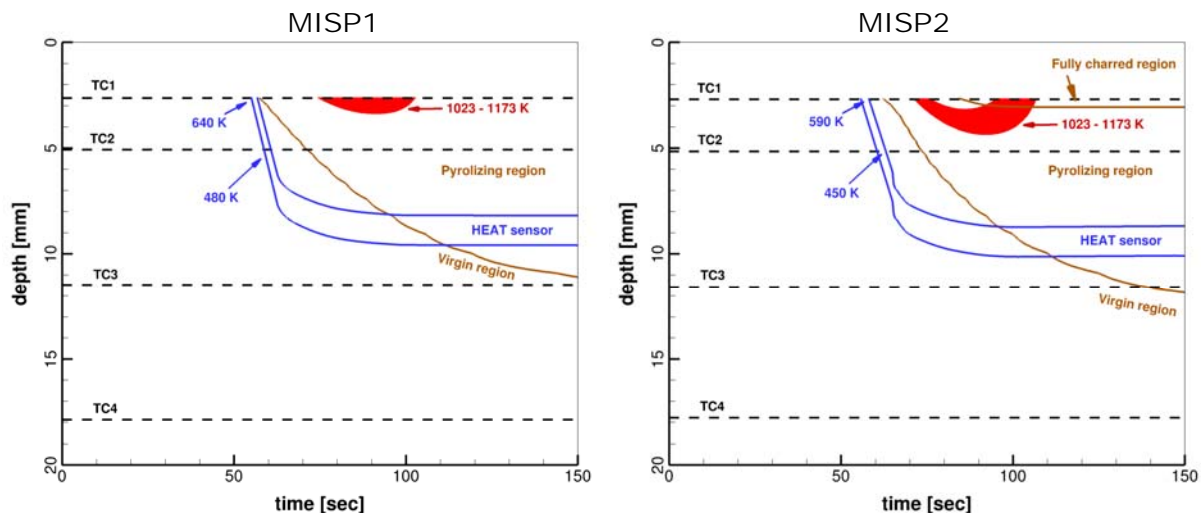 MISP1
0
5
10
15
20
depth [mm]
TC1
TC2
TC3
TC4
640 K
480 K
1023 - 1173 K
Pyrolizing region
HEAT sensor
Virgin region
0
50
100
150
time [sec]
MISP2
0
5
10
15
20
depth [mm]
TC1
TC2
TC3
TC4
590 K
450 K
Fully charred region
1023 - 1173 K
Pyrolizing region
HEAT sensor
Virgin region
0
50
100
150
time [sec]